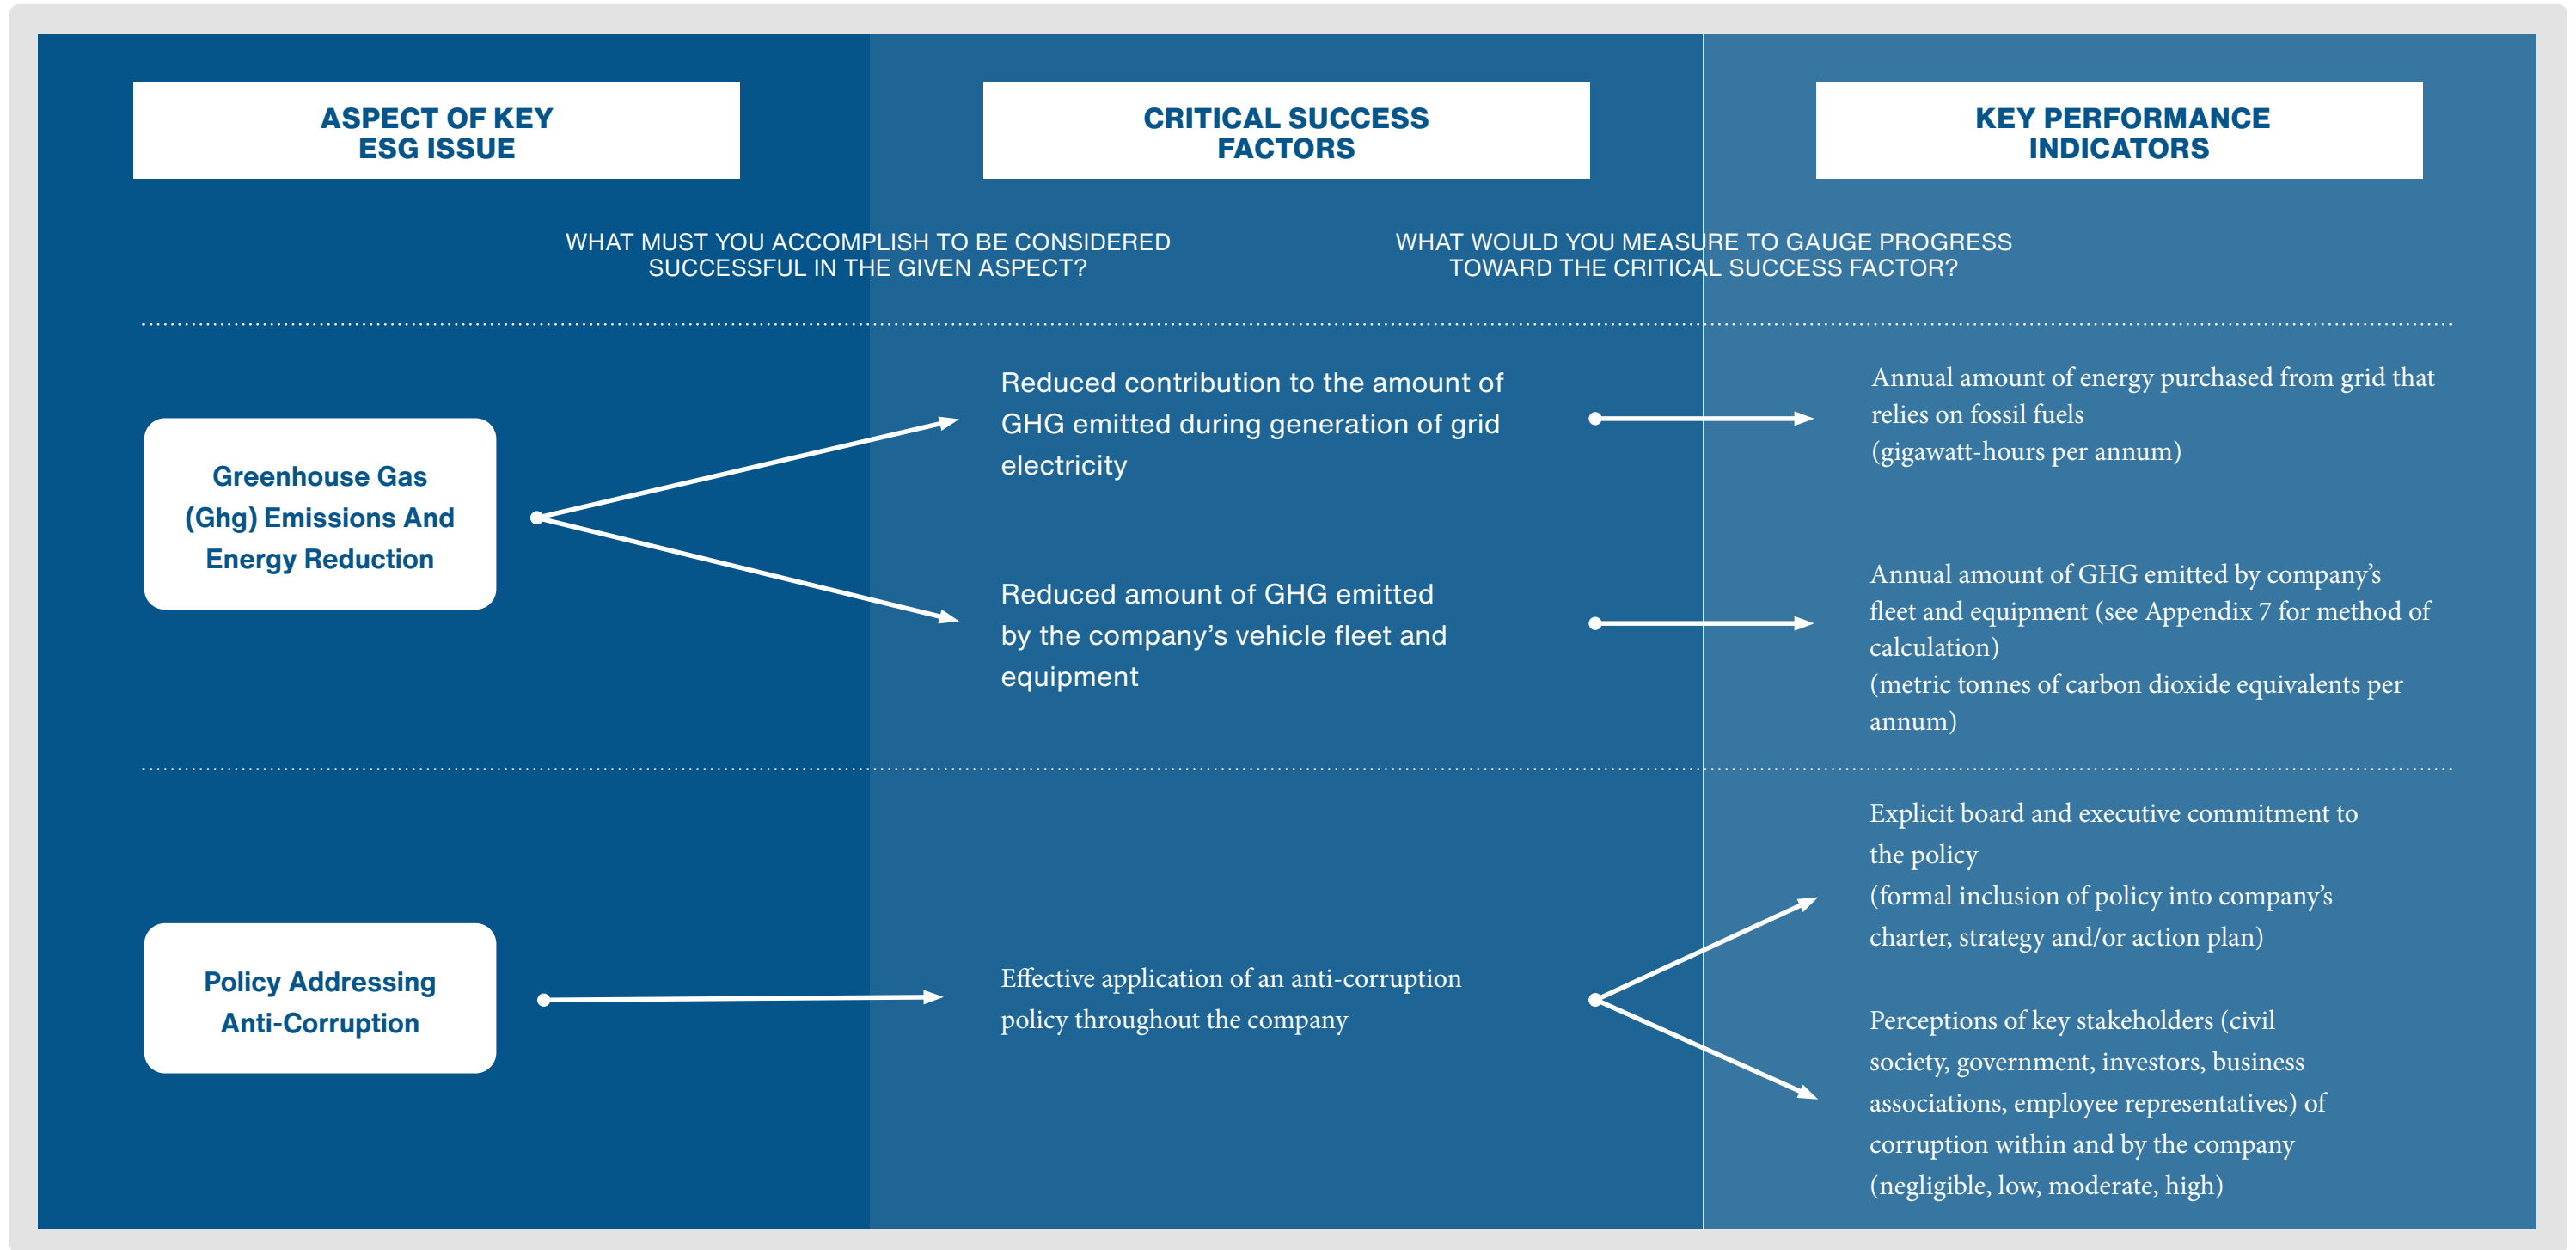 ASPECT OF KEY
ESG ISSUE
CRITICAL SUCCESS
FACTORS
KEY PERFORMANCE
INDICATORS
WHAT MUST YOU ACCOMPLISH TO BE CONSIDERED
SUCCESSFUL IN THE GIVEN ASPECT?
WHAT WOULD YOU MEASURE TO GAUGE PROGRESS
TOWARD THE CRITICAL SUCCESS FACTOR?
Greenhouse Gas
(Ghg) Emissions And
Energy Reduction
Reduced contribution to the amount of
GHG emitted during generation of grid
electricity
Annual amount of energy purchased from grid that
relies on fossil fuels
(gigawatt-hours per annum)
Reduced amount of GHG emitted
by the company’s vehicle fleet and
equipment
Annual amount of GHG emitted by company’s
fleet and equipment (see Appendix 7 for method of
calculation)
(metric tonnes of carbon dioxide equivalents per
annum)
Policy Addressing
Anti-Corruption
Effective application of an anti-corruption
policy throughout the company
Explicit board and executive commitment to
the policy
(formal inclusion of policy into company’s
charter, strategy and/or action plan)
Perceptions of key stakeholders (civil
society, government, investors, business
associations, employee representatives) of
corruption within and by the company
(negligible, low, moderate, high)